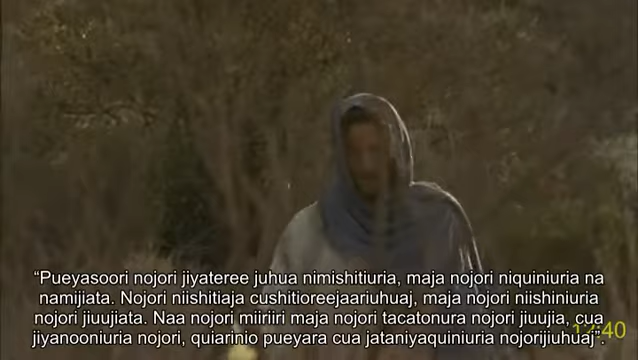 “Pueyasoori nojori jiyateree juhua nimishitiuria, maja nojori niquiniuria na
namijiata. Nojori niishitiaja cushitioreejaariuhuaj, maja nojori niishiniuria
nojori jiuujiata. Naa nojori miiriiri maja nojori tacatonura nojori jiuujia, cua
jiyanooniuria nojori, quiarinio pueyara cua jataniyaquiniuria nojorijiuhuaj”.
12:40